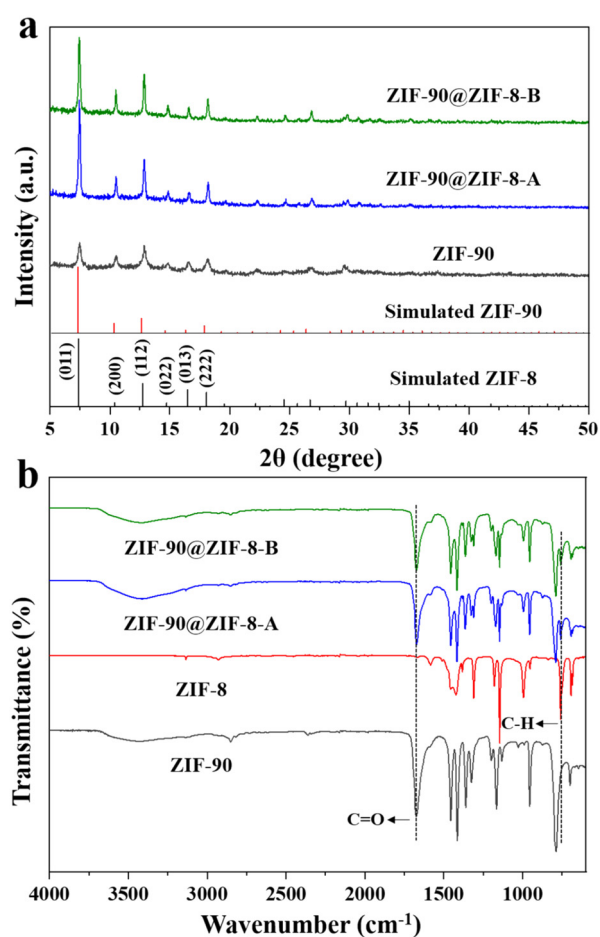 a
ZIF-90@ZIF-8-B
ZIF-90@ZIF-8-A
ZIF-90
Simulated ZIF-90
Simulated ZIF-8
(011)
(200)
(112)
(022)
(013)
(222)
Intensity (a.u.)
5 10 15 20 25 30 35 40 45 50
2θ (degree)
b
ZIF-90@ZIF-8-B
ZIF-90@ZIF-8-A
ZIF-8
C-H
ZIF-90
C=O
Transmittance (%)
4000 3500 3000 2500 2000 1500 1000
Wavenumber (cm-1)